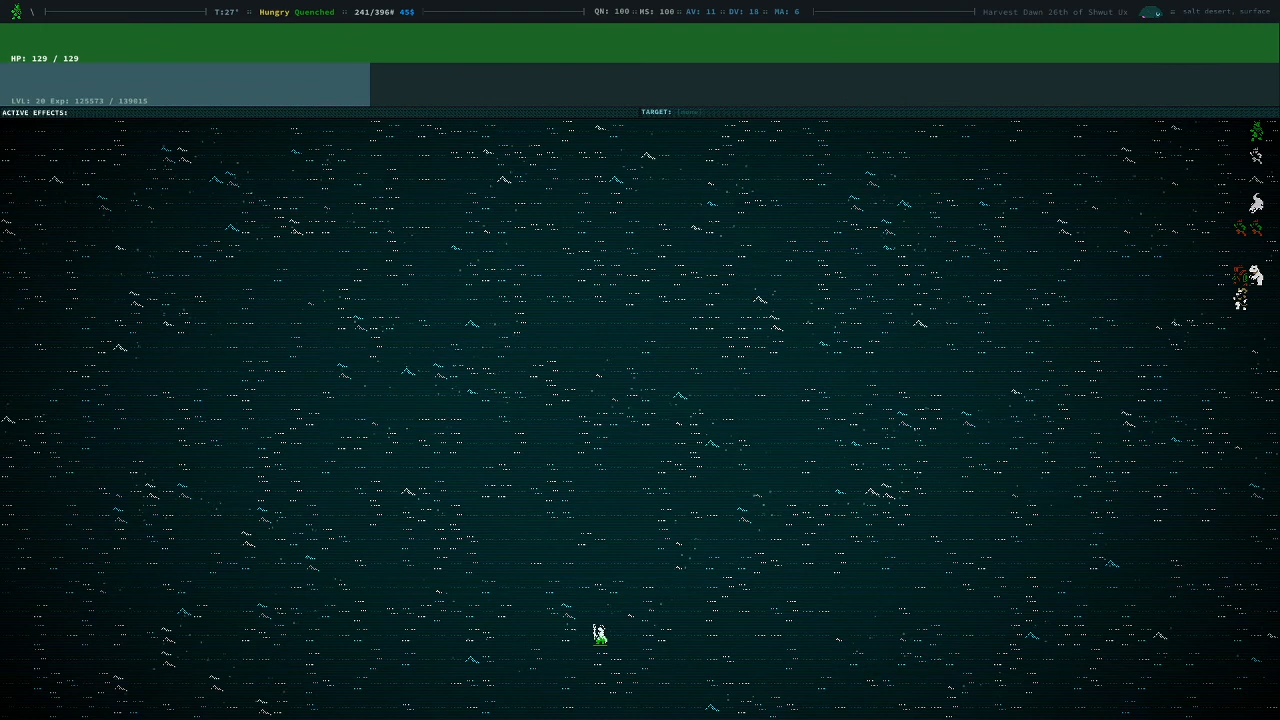 \ T:27° :: Hungry Quenched :: 241/396# 45$ QN: 100 :: MS: 100 :: AV: 11 :: DV: 18 :: MA: 6 Harvest Dawn 26th of Shwut Ux salt desert, surface
HP: 129 / 129
LVL: 20 Exp: 125573 / 139015
ACTIVE EFFECTS: TARGET: [none]